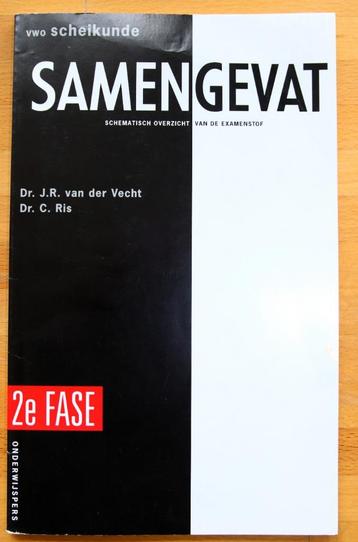 vwo scheikunde
SAMENGEVAT
SCHEMATISCH OVERZICHT VAN DE EXAMENSTOF
Dr. J.R. van der Vecht
Dr. C. Ris
2e FASE
ONDERWIJSPERS